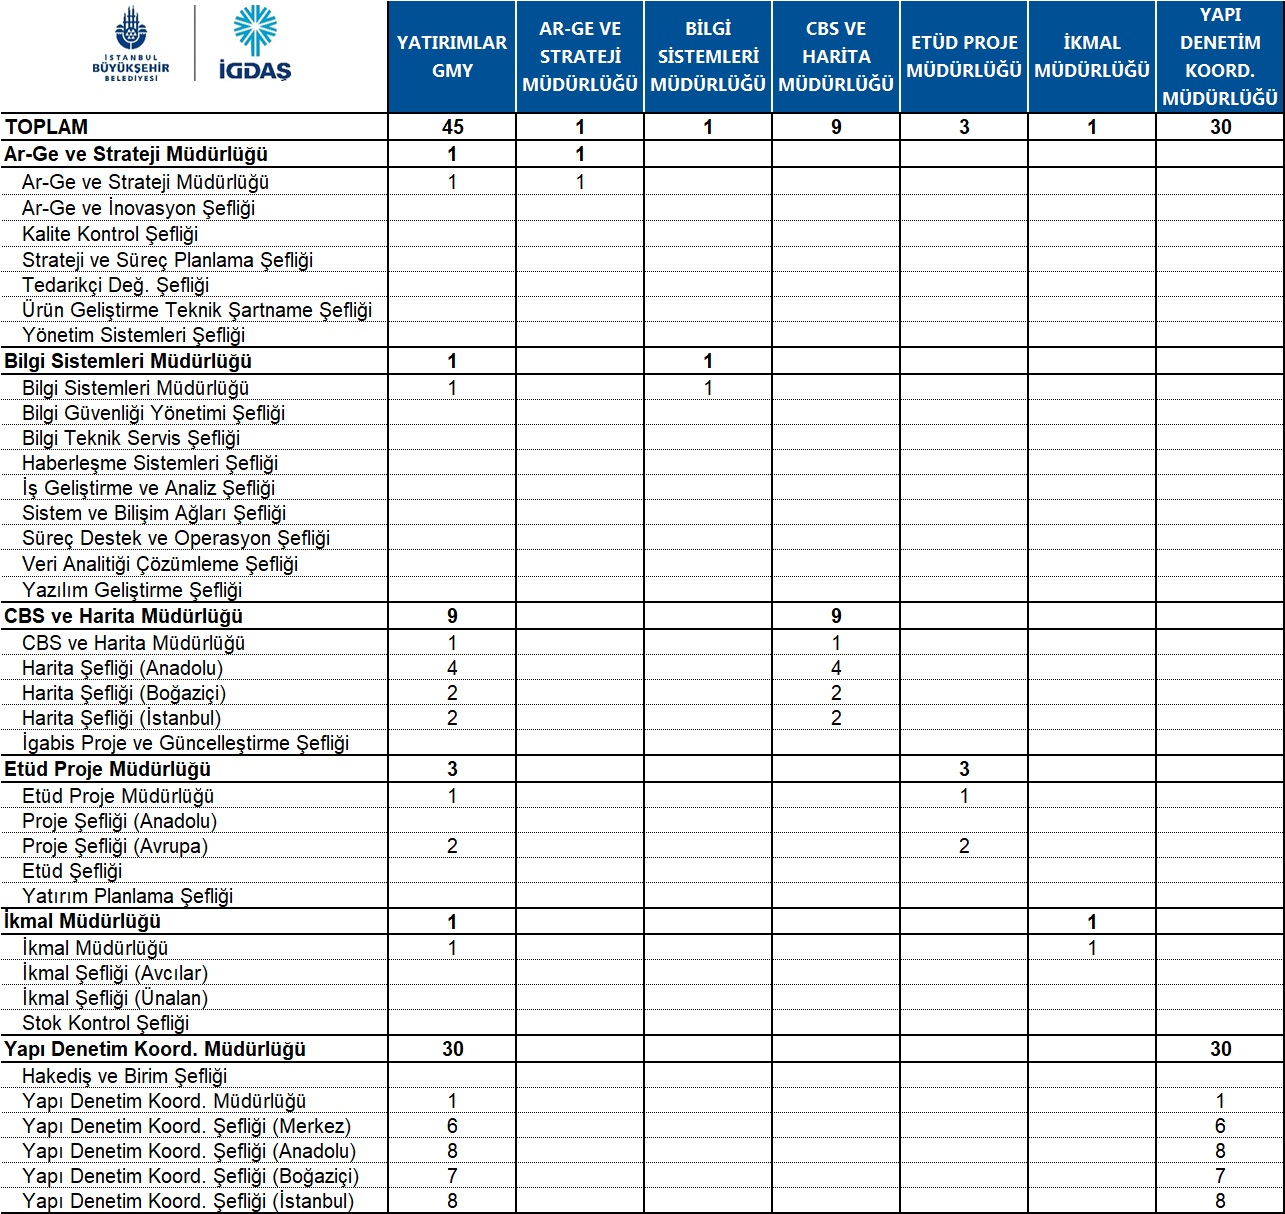 İSTANBUL
BÜYÜKŞEHİR
BELEDİYESİ
İGDAŞ
YATIRIMLAR
GMY
AR-GE VE
STRATEJİ
MÜDÜRLÜĞÜ
BİLGİ
SİSTEMLERİ
MÜDÜRLÜĞÜ
CBS VE
HARİTA
MÜDÜRLÜĞÜ
ETÜD PROJE
MÜDÜRLÜĞÜ
İKMAL
MÜDÜRLÜĞÜ
YAPI
DENETİM
KOORD.
MÜDÜRLÜĞÜ
TOPLAM 45 1 1 9 3 1 30
Ar-Ge ve Strateji Müdürlüğü 1 1
Ar-Ge ve Strateji Müdürlüğü 1 1
Ar-Ge ve İnovasyon Şefliği
Kalite Kontrol Şefliği
Strateji ve Süreç Planlama Şefliği
Tedarikçi Değ. Şefliği
Ürün Geliştirme Teknik Şartname Şefliği
Yönetim Sistemleri Şefliği
Bilgi Sistemleri Müdürlüğü 1 1
Bilgi Sistemleri Müdürlüğü 1 1
Bilgi Güvenliği Yönetimi Şefliği
Bilgi Teknik Servis Şefliği
Haberleşme Sistemleri Şefliği
İş Geliştirme ve Analiz Şefliği
Sistem ve Bilişim Ağları Şefliği
Süreç Destek ve Operasyon Şefliği
Veri Analitiği Çözümleme Şefliği
Yazılım Geliştirme Şefliği
CBS ve Harita Müdürlüğü 9 9
CBS ve Harita Müdürlüğü 1 1
Harita Şefliği (Anadolu) 4 4
Harita Şefliği (Boğaziçi) 2 2
Harita Şefliği (İstanbul) 2 2
İgabis Proje ve Güncelleştirme Şefliği
Etüd Proje Müdürlüğü 3 3
Etüd Proje Müdürlüğü 1 1
Proje Şefliği (Anadolu)
Proje Şefliği (Avrupa) 2 2
Etüd Şefliği
Yatırım Planlama Şefliği
İkmal Müdürlüğü 1 1
İkmal Müdürlüğü 1 1
İkmal Şefliği (Avcılar)
İkmal Şefliği (Ünalan)
Stok Kontrol Şefliği
Yapı Denetim Koord. Müdürlüğü 30 30
Hakediş ve Birim Şefliği
Yapı Denetim Koord. Müdürlüğü 1 1
Yapı Denetim Koord. Şefliği (Merkez) 6 6
Yapı Denetim Koord. Şefliği (Anadolu) 8 8
Yapı Denetim Koord. Şefliği (Boğaziçi) 7 7
Yapı Denetim Koord. Şefliği (İstanbul) 8 8